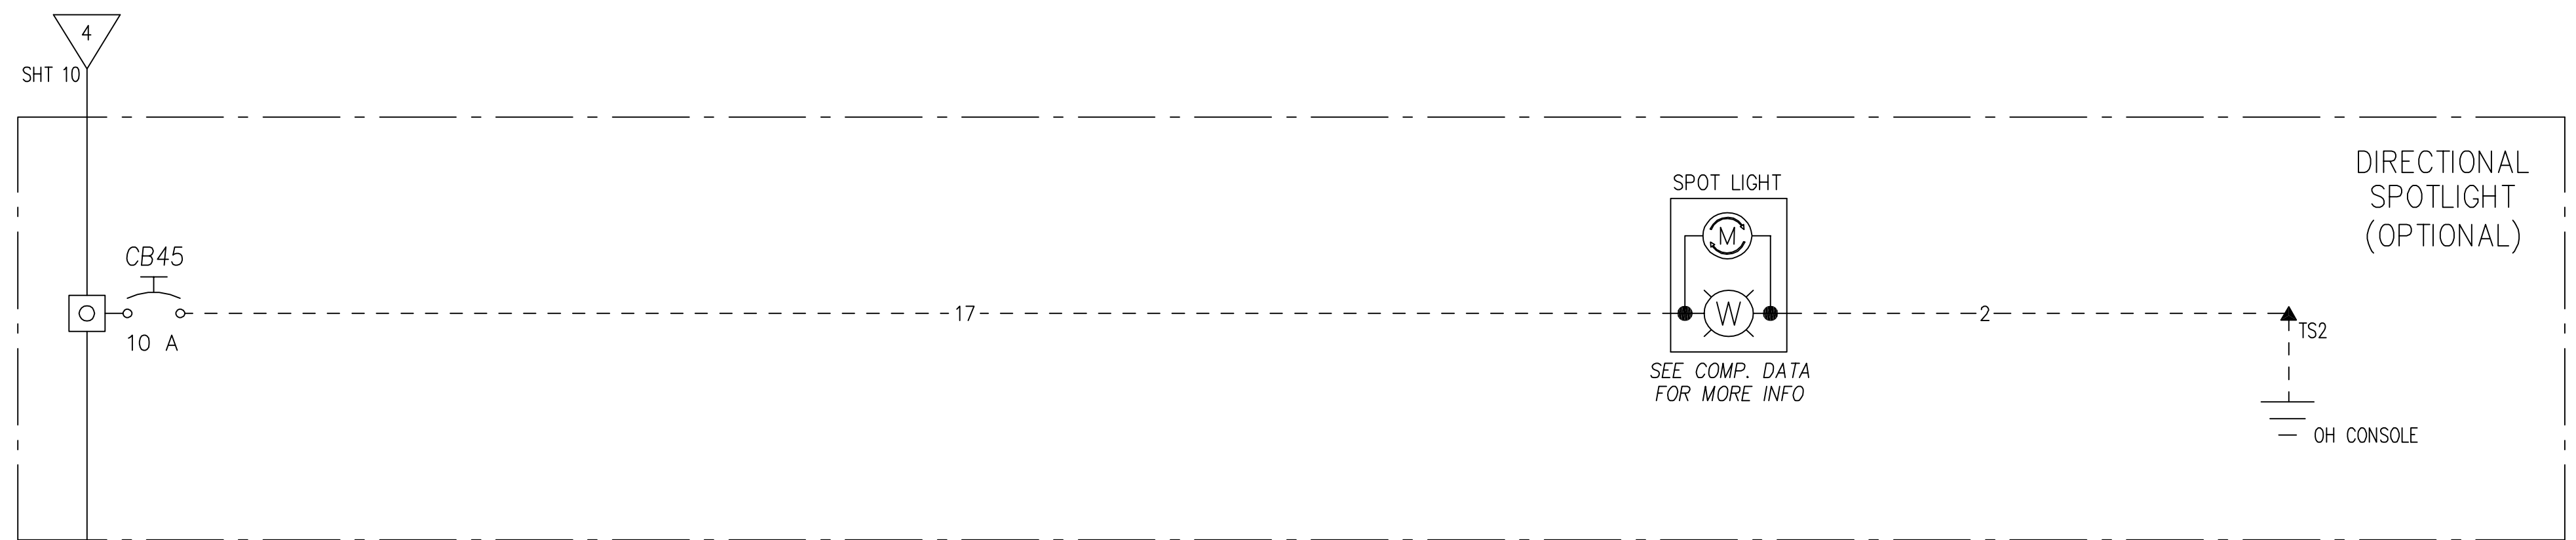 4
SHT 10
DIRECTIONAL
SPOTLIGHT
(OPTIONAL)
SPOT LIGHT
M
CB45
10 A
17
W
2
TS2
SEE COMP. DATA
FOR MORE INFO
OH CONSOLE